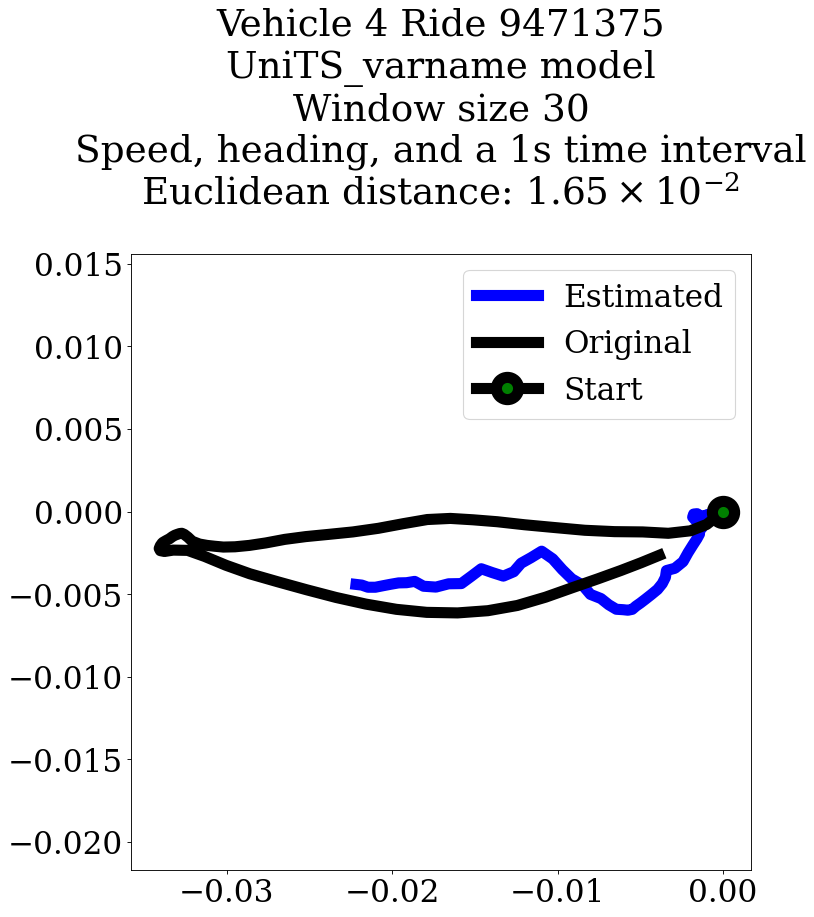 Vehicle 4 Ride 9471375
UniTS_varname model
Window size 30
Speed, heading, and a 1s time interval
Euclidean distance: 1.65 × 10⁻²
Estimated
Original
Start
0.015
0.010
0.005
0.000
−0.005
−0.010
−0.015
−0.020
−0.03
−0.02
−0.01
0.00